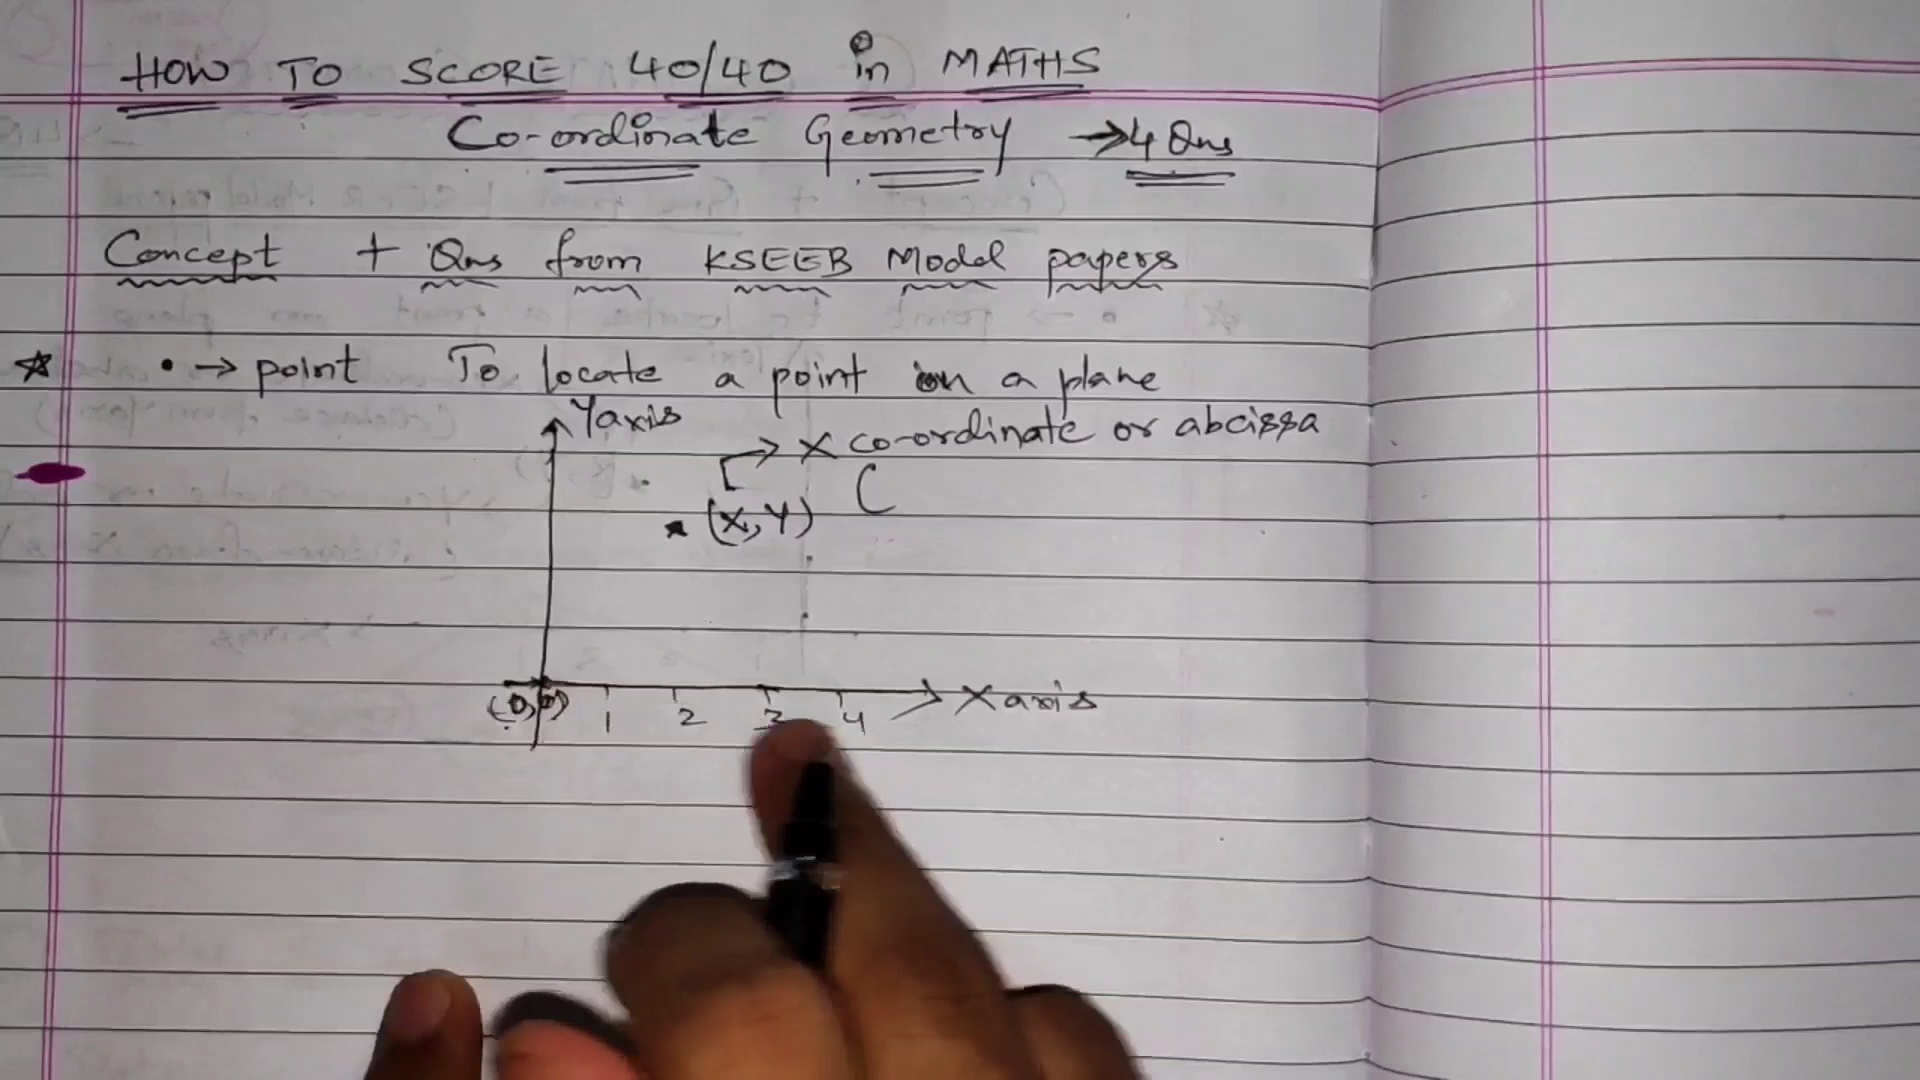 HOW TO SCORE 40/40 in MATHS
Co-ordinate Geometry → 4 Qns
Concept + Qns from KSEEB Model papers
• → point To locate a point on a plane
Y axis
X co-ordinate or abcissa
(X, Y) (
(0,0) 1 2 3 4 X axis